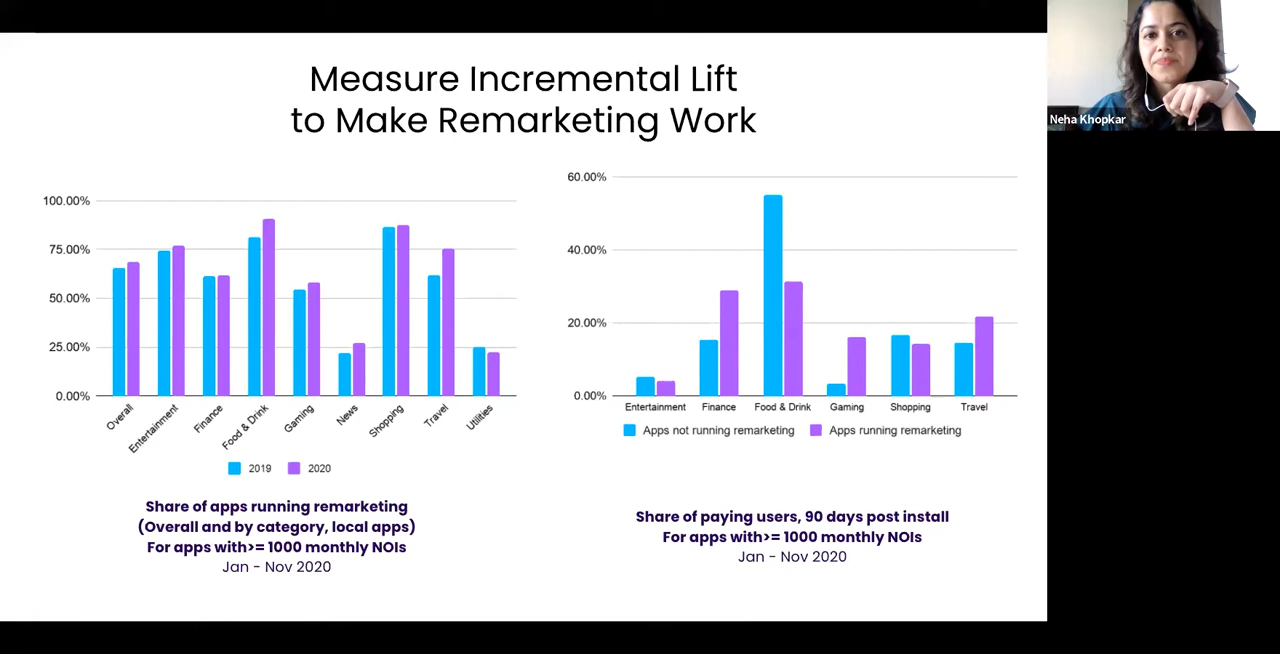 Measure Incremental Lift
to Make Remarketing Work
Neha Khopkar
100.00%
75.00%
50.00%
25.00%
0.00%
Overall
Entertainment
Finance
Food & Drink
Gaming
News
Shopping
Travel
Utilities
2019
2020
Share of apps running remarketing
(Overall and by category, local apps)
For apps with>= 1000 monthly NOIs
Jan - Nov 2020
60.00%
40.00%
20.00%
0.00%
Entertainment
Finance
Food & Drink
Gaming
Shopping
Travel
Apps not running remarketing
Apps running remarketing
Share of paying users, 90 days post install
For apps with>= 1000 monthly NOIs
Jan - Nov 2020